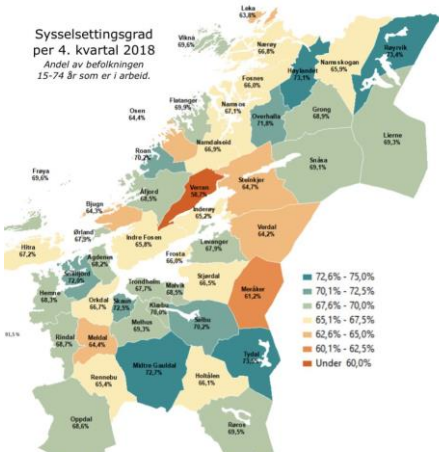 Sysselsettingsgrad
per 4. kvartal 2018
Andel av befolkningen
15-74 år som er i arbeid.
Leka
63,8%
Vikna
69,6%
Nærøy
66,8%
Røyrvik
73,4%
Høylandet
73,1%
Namsskogan
65,9%
Fosnes
66,0%
Flatanger
69,9%
Namsos
67,1%
Grong
68,9%
Osen
64,4%
Overhalla
71,8%
Lierne
69,3%
Roan
70,2%
Namdalseid
66,9%
Snåsa
69,1%
Frøya
69,6%
Åfjord
68,5%
Verran
Steinkjer
64,7%
Bjugn
64,3%
Inderøy
65,2%
Verdal
64,2%
Ørland
67,9%
Indre Fosen
65,8%
Levanger
67,9%
Hitra
67,2%
Frosta
66,0%
Agdenes
68,2%
Snillfjord
72,6%
Trondheim
67,7%
Stjørdal
66,5%
Malvik
68,9%
Meråker
61,2%
Hemne
68,3%
Orkdal
66,7%
Skaun
72,5%
Klæbu
70,0%
Selbu
70,2%
Melhus
69,3%
Rindal
68,7%
Meldal
64,4%
Tydal
Midtre Gauldal
72,7%
Rennebu
65,4%
Holtålen
66,1%
Oppdal
68,6%
Røros
69,5%
72,6% - 75,0%
70,1% - 72,5%
67,6% - 70,0%
65,1% - 67,5%
62,6% - 65,0%
60,1% - 62,5%
Under 60,0%